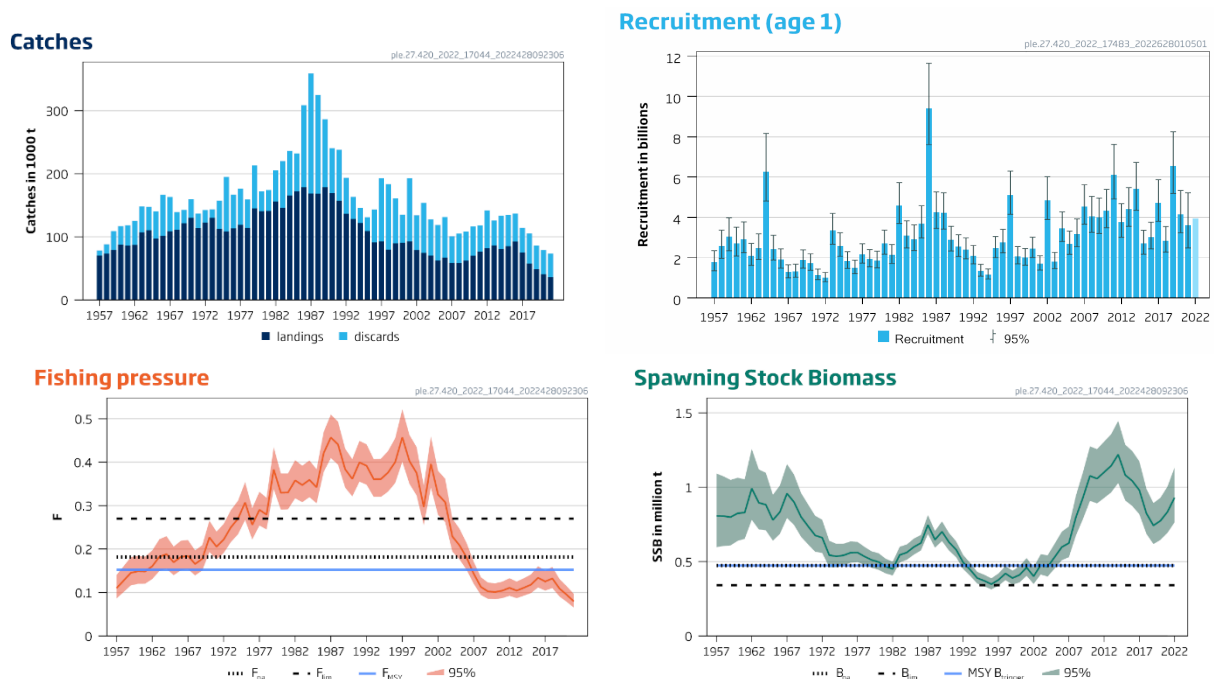 Catches
ple.27.420_2022_17044_2022428092306
Catches in 1000 t
300
200
100
0
1957 1962 1967 1972 1977 1982 1987 1992 1997 2002 2007 2012 2017
landings discards
Recruitment (age 1)
ple.27.420_2022_17483_2022628010501
Recruitment in billions
12
10
8
6
4
2
0
1957 1962 1967 1972 1977 1982 1987 1992 1997 2002 2007 2012 2017 2022
Recruitment 95%
Fishing pressure
ple.27.420_2022_17044_2022428092306
F
0.5
0.4
0.3
0.2
0.1
0
1957 1962 1967 1972 1977 1982 1987 1992 1997 2002 2007 2012 2017
Fpa Flim FMSY 95%
Spawning Stock Biomass
ple.27.420_2022_17044_2022428092306
SSB in million t
1.5
1
0.5
0
1957 1962 1967 1972 1977 1982 1987 1992 1997 2002 2007 2012 2017 2022
Bpa Blim MSY Btrigger 95%